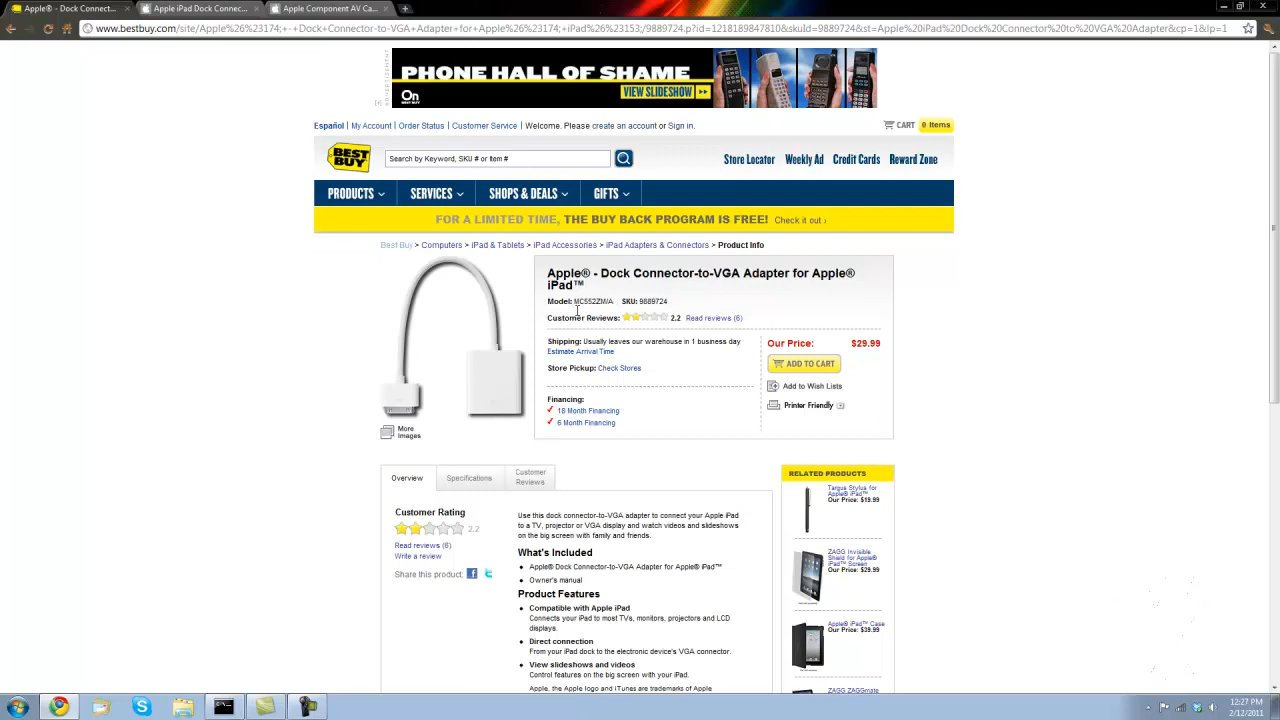 Apple® - Dock Connector-to
Apple iPad Dock Connector
Apple Component AV Ca
www.bestbuy.com/site/Apple%26%23174;+-+Dock+Connector-to-VGA+Adapter+for+Apple%26%23174;+iPad%26%23153;/9889724.p?id=1218189131026&skuId=9889724&st=Apple%20iPad%20Dock%20Connector%20to%20VGA%20Adapter&cp=1&lp=1
ADVERTISEMENT
PHONE HALL OF SHAME
On
VIEW SLIDESHOW
Español | My Account | Order Status | Customer Service | Welcome. Please create an account or Sign in.
CART 0 Items
BEST BUY
Search by Keyword, SKU # or Item #
Store Locator Weekly Ad Credit Cards Reward Zone
PRODUCTS SERVICES SHOPS & DEALS GIFTS
FOR A LIMITED TIME, THE BUY BACK PROGRAM IS FREE! Check it out ›
Best Buy > Computers > iPad & Tablets > iPad Accessories > iPad Adapters & Connectors > Product Info
Apple® - Dock Connector-to-VGA Adapter for Apple®
iPad™
Model: MC552ZM/A SKU: 9889724
Customer Reviews: 2.2 Read reviews (6)
Shipping: Usually leaves our warehouse in 1 business day
Estimate Arrival Time
Store Pickup: Check Stores
Financing:
18 Month Financing
6 Month Financing
Our Price: $29.99
ADD TO CART
Add to Wish Lists
Printer Friendly
More
Images
Overview
Specifications
Customer
Reviews
Customer Rating
2.2
Read reviews (6)
Write a review
Share this product:
Use this dock connector-to-VGA adapter to connect your Apple iPad
to a TV, projector or VGA display and watch videos and slideshows
on the big screen with family and friends.
What's Included
• Apple® Dock Connector-to-VGA Adapter for Apple® iPad™
• Owner's manual
Product Features
• Compatible with Apple iPad
Connects your iPad to most TVs, monitors, projectors and LCD
displays.
• Direct connection
From your iPad dock to the electronic device's VGA connector.
• View slideshows and videos
Control features on the big screen with your iPad.
Apple, the Apple logo and iTunes are trademarks of Apple
RELATED PRODUCTS
Targus Stylus for
Apple® iPad™
Our Price: $19.99
ZAGG Invisible
Shield for Apple®
iPad™ Screen
Our Price: $29.99
Apple® iPad™ Case
Our Price: $39.99
ZAGG ZAGGmate
12:27 PM
2/12/2011